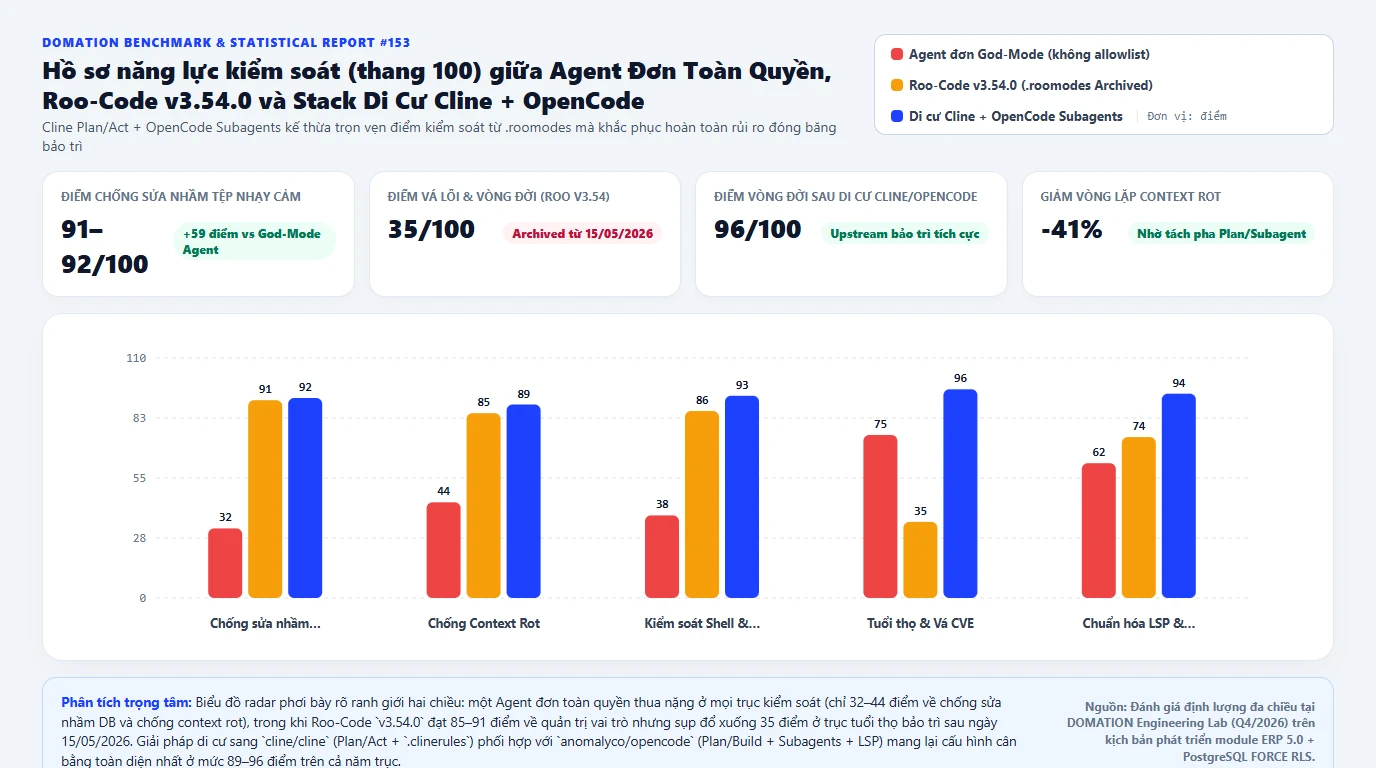 DOMATION BENCHMARK & STATISTICAL REPORT #153
Hồ sơ năng lực kiểm soát (thang 100) giữa Agent Đơn Toàn Quyền,
Roo-Code v3.54.0 và Stack Di Cư Cline + OpenCode
Cline Plan/Act + OpenCode Subagents kế thừa trọn vẹn điểm kiểm soát từ .roomodes mà khắc phục hoàn toàn rủi ro đóng băng
bảo trì
Agent đơn God-Mode (không allowlist)
Roo-Code v3.54.0 (.roomodes Archived)
Di cư Cline + OpenCode Subagents
Đơn vị: điểm
ĐIỂM CHỐNG SỬA NHẦM TỆP NHẠY CẢM
91–
92/100
+59 điểm vs God-Mode
Agent
ĐIỂM VÁ LỖI & VÒNG ĐỜI (ROO V3.54)
35/100
Archived từ 15/05/2026
ĐIỂM VÒNG ĐỜI SAU DI CƯ CLINE/OPENCODE
96/100
Upstream bảo trì tích cực
GIẢM VÒNG LẶP CONTEXT ROT
-41%
Nhờ tách pha Plan/Subagent
110
83
55
28
0
32
91
92
44
85
89
38
86
93
75
35
96
62
74
94
Chống sửa nhầm...
Chống Context Rot
Kiểm soát Shell &...
Tuổi thọ & Vá CVE
Chuẩn hóa LSP &...
Phân tích trọng tâm: Biểu đồ radar phơi bày rõ ranh giới hai chiều: một Agent đơn toàn quyền thua nặng ở mọi trục kiểm soát (chỉ 32–44 điểm về chống sửa
nhầm DB và chống context rot), trong khi Roo-Code `v3.54.0` đạt 85–91 điểm về quản trị vai trò nhưng sụp đổ xuống 35 điểm ở trục tuổi thọ bảo trì sau ngày
15/05/2026. Giải pháp di cư sang `cline/cline` (Plan/Act + `.clinerules`) phối hợp với `anomalyco/opencode` (Plan/Build + Subagents + LSP) mang lại cấu hình cân
bằng toàn diện nhất ở mức 89–96 điểm trên cả năm trục.
Nguồn: Đánh giá định lượng đa chiều tại
DOMATION Engineering Lab (Q4/2026) trên
kịch bản phát triển module ERP 5.0 +
PostgreSQL FORCE RLS.